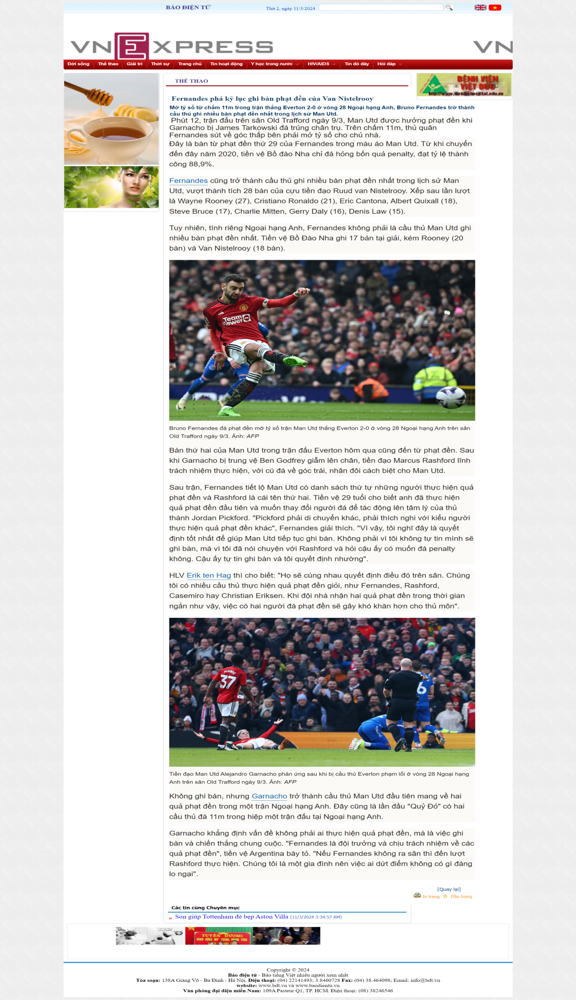 BÁO ĐIỆN TỬ
Thứ 2, ngày 11/3/2024
VNEXPRESS
VN
Đời sống Thể thao Giải trí Thời sự Trang chủ Tin hoạt động Y học trong nước HIV/AIDS Tin đó đây Hỏi đáp
BỆNH VIỆN
VIỆT ĐỨC
THỂ THAO
Fernandes phá kỷ lục ghi bàn phạt đền của Van Nistelrooy
Mở tỷ số từ chấm 11m trong trận thắng Everton 2-0 ở vòng 28 Ngoại hạng Anh, Bruno Fernandes trở thành
cầu thủ ghi nhiều bàn phạt đền nhất trong lịch sử Man Utd.
Phút 12, trận đấu trên sân Old Trafford ngày 9/3, Man Utd được hưởng phạt đền khi
Garnacho bị James Tarkowski đá trúng chân trụ. Trên chấm 11m, thủ quân
Fernandes sút về góc thấp bên phải mở tỷ số cho chủ nhà.
Đây là bàn từ phạt đền thứ 29 của Fernandes trong màu áo Man Utd. Từ khi chuyển
đến đây năm 2020, tiền vệ Bồ đào Nha chỉ đá hỏng bốn quả penalty, đạt tỷ lệ thành
công 88,9%.
Fernandes cũng trở thành cầu thủ ghi nhiều bàn phạt đền nhất trong lịch sử Man
Utd, vượt thành tích 28 bàn của cựu tiền đạo Ruud van Nistelrooy. Xếp sau lần lượt
là Wayne Rooney (27), Cristiano Ronaldo (21), Eric Cantona, Albert Quixall (18),
Steve Bruce (17), Charlie Mitten, Gerry Daly (16), Denis Law (15).
Tuy nhiên, tính riêng Ngoại hạng Anh, Fernandes không phải là cầu thủ Man Utd ghi
nhiều bàn phạt đền nhất. Tiền vệ Bồ Đào Nha ghi 17 bàn tại giải, kém Rooney (20
bàn) và Van Nistelrooy (18 bàn).
Team
Viewer
Bruno Fernandes đá phạt đền mở tỷ số trận Man Utd thắng Everton 2-0 ở vòng 28 Ngoại hạng Anh trên sân
Old Trafford ngày 9/3. Ảnh: AFP
Bàn thứ hai của Man Utd trong trận đấu Everton hôm qua cũng đến từ phạt đền. Sau
khi Garnacho bị trung vệ Ben Godfrey giẫm lên chân, tiền đạo Marcus Rashford lĩnh
trách nhiệm thực hiện, với cú đá về góc trái, nhân đôi cách biệt cho Man Utd.
Sau trận, Fernandes tiết lộ Man Utd có danh sách thứ tự những người thực hiện quả
phạt đền và Rashford là cái tên thứ hai. Tiền vệ 29 tuổi cho biết anh đã thực hiện
quả phạt đền đầu tiên và muốn thay đổi người đá để tác động lên tâm lý của thủ
thành Jordan Pickford. "Pickford phải di chuyển khác, phải thích nghi với kiểu người
thực hiện quả phạt đền khác", Fernandes giải thích. "Vì vậy, tôi nghĩ đây là quyết
định tốt nhất để giúp Man Utd tiếp tục ghi bàn. Không phải vì tôi không tự tin mình sẽ
ghi bàn, mà vì tôi đã nói chuyện với Rashford và hỏi cậu ấy có muốn đá penalty
không. Cậu ấy tự tin ghi bàn và tôi quyết định nhường".
HLV Erik ten Hag thì cho biết: "Họ sẽ cùng nhau quyết định điều đó trên sân. Chúng
tôi có nhiều cầu thủ thực hiện quả phạt đền giỏi, như Fernandes, Rashford,
Casemiro hay Christian Eriksen. Khi đội nhà nhận hai quả phạt đền trong thời gian
ngắn như vậy, việc có hai người đá phạt đền sẽ gây khó khăn hơn cho thủ môn".
MAINOO
37
6
Tiền đạo Man Utd Alejandro Garnacho phản ứng sau khi bị cầu thủ Everton phạm lỗi ở vòng 28 Ngoại hạng
Anh trên sân Old Trafford ngày 9/3. Ảnh: AFP
Không ghi bàn, nhưng Garnacho trở thành cầu thủ Man Utd đầu tiên mang về hai
quả phạt đền trong một trận Ngoại hạng Anh. Đây cũng là lần đầu "Quỷ Đỏ" có hai
cầu thủ đá 11m trong hiệp một trận đấu tại Ngoại hạng Anh.
Garnacho khẳng định vấn đề không phải ai thực hiện quả phạt đền, mà là việc ghi
bàn và chiến thắng chung cuộc. "Fernandes là đội trưởng và chịu trách nhiệm về các
quả phạt đền", tiền vệ Argentina bày tỏ. "Nếu Fernandes không ra sân thì đến lượt
Rashford thực hiện. Chúng tôi là một gia đình nên việc ai dứt điểm không có gì đáng
lo ngại".
[Quay lại]
In trang Đầu trang
Các tin cùng Chuyên mục
Son giúp Tottenham đè bẹp Aston Villa (11/3/2024 3:34:57 AM)
TUYÊN DƯƠNG
Copyright © 2024
Báo điện tử - Báo tiếng Việt nhiều người xem nhất
Tòa soạn: 138A Giảng Võ - Ba Đình - Hà Nội. Điện thoại: (04) 22141493; 3.8460728 Fax: (04) 38.464098; Email: info@bdt.vn
website: www.bdt.vn và www.baodientu.vn
Văn phòng đại diện miền Nam: 109A Pasteur Q1, TP. HCM. Điện thoại: (08) 38246546